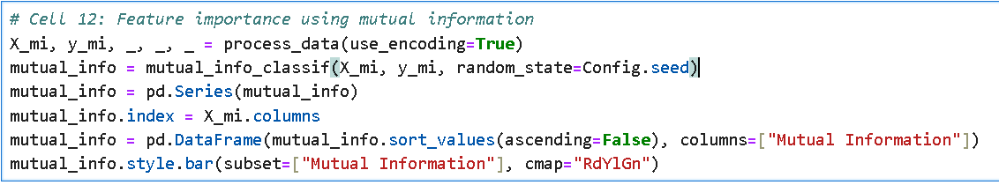 # Cell 12: Feature importance using mutual information
X_mi, y_mi, _, _, _ = process_data(use_encoding=True)
mutual_info = mutual_info_classif(X_mi, y_mi, random_state=Config.seed)
mutual_info = pd.Series(mutual_info)
mutual_info.index = X_mi.columns
mutual_info = pd.DataFrame(mutual_info.sort_values(ascending=False), columns=["Mutual Information"])
mutual_info.style.bar(subset=["Mutual Information"], cmap="RdYlGn")